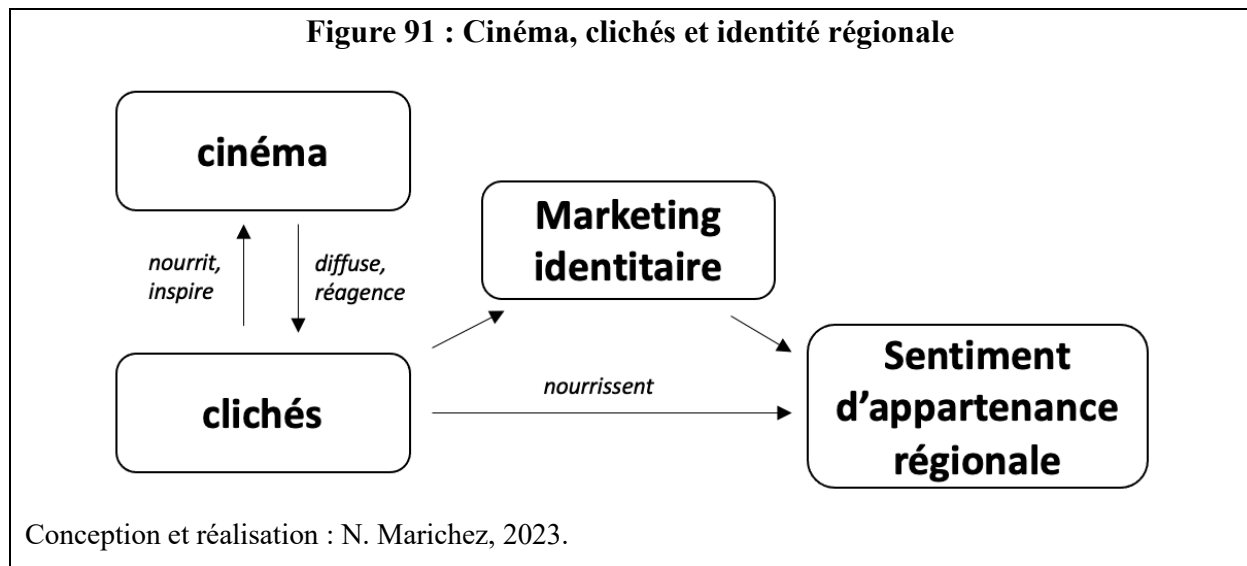 Figure 91 : Cinéma, clichés et identité régionale
cinéma
Marketing
identitaire
nourrit,
inspire
diffuse,
réagence
Sentiment
d'appartenance
régionale
clichés
nourrissent
Conception et réalisation : N. Marichez, 2023.